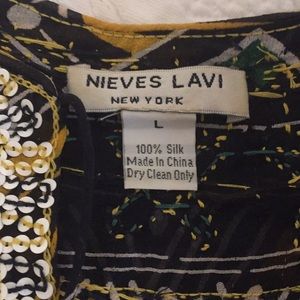 NIEVES LAVI
NEW YORK
L
100% Silk
Made In China
Dry Clean Only